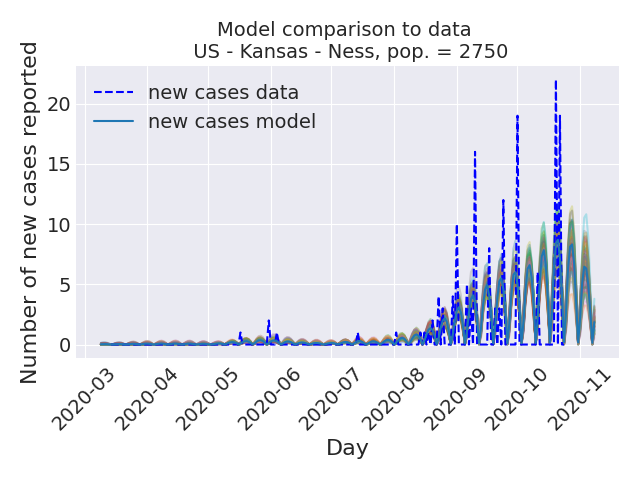 Model comparison to data
US - Kansas - Ness, pop. = 2750
Number of new cases reported
20
15
10
5
0
new cases data
new cases model
2020-03
2020-04
2020-05
2020-06
2020-07
2020-08
2020-09
2020-10
2020-11
Day